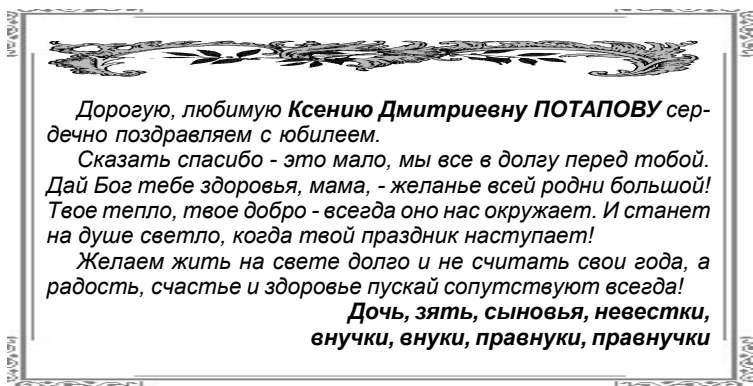 Дорогую, любимую Ксению Дмитриевну ПОТАПОВУ сер-
дечно поздравляем с юбилеем.
Сказать спасибо - это мало, мы все в долгу перед тобой.
Дай Бог тебе здоровья, мама, - желанье всей родни большой!
Твое тепло, твое добро - всегда оно нас окружает. И станет
на душе светло, когда твой праздник наступает!
Желаем жить на свете долго и не считать свои года, а
радость, счастье и здоровье пускай сопутствуют всегда!
Дочь, зять, сыновья, невестки,
внучки, внуки, правнуки, правнучки